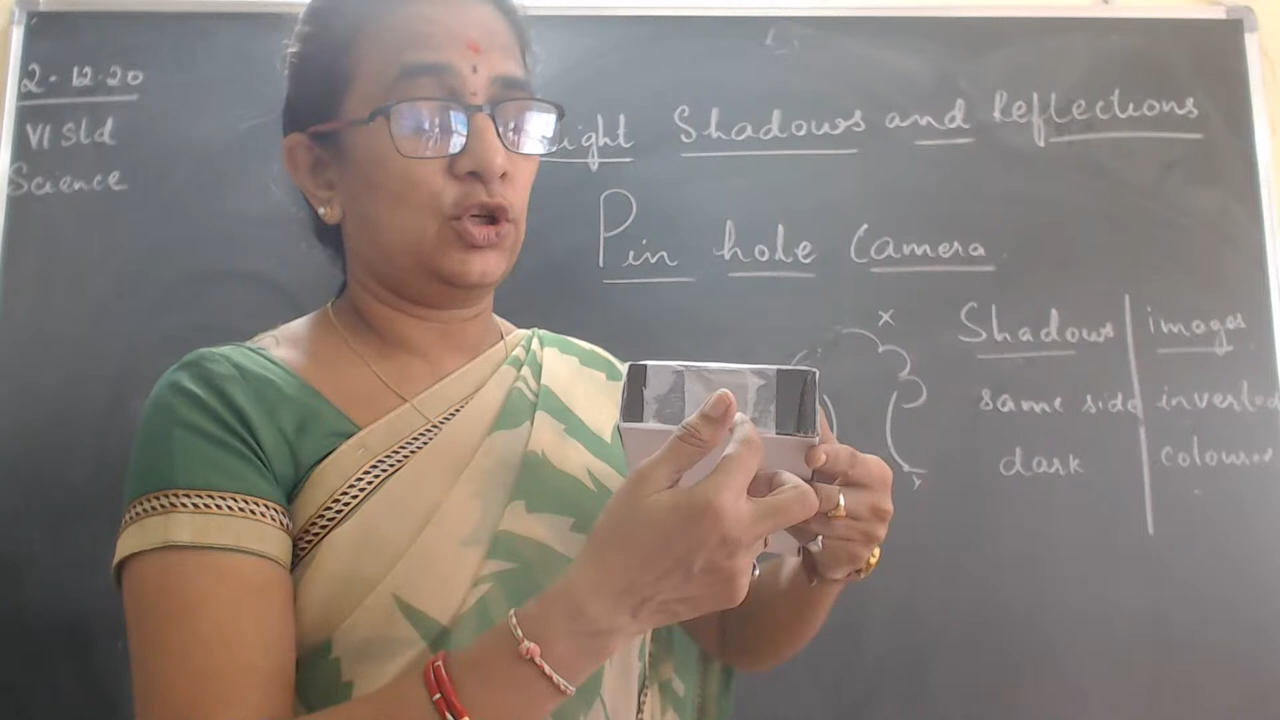 2.12.20
VI Std
Science
ight Shadows and Reflections
Pin hole Camera
x
Shadows images
same side inverted
dark coloured
y